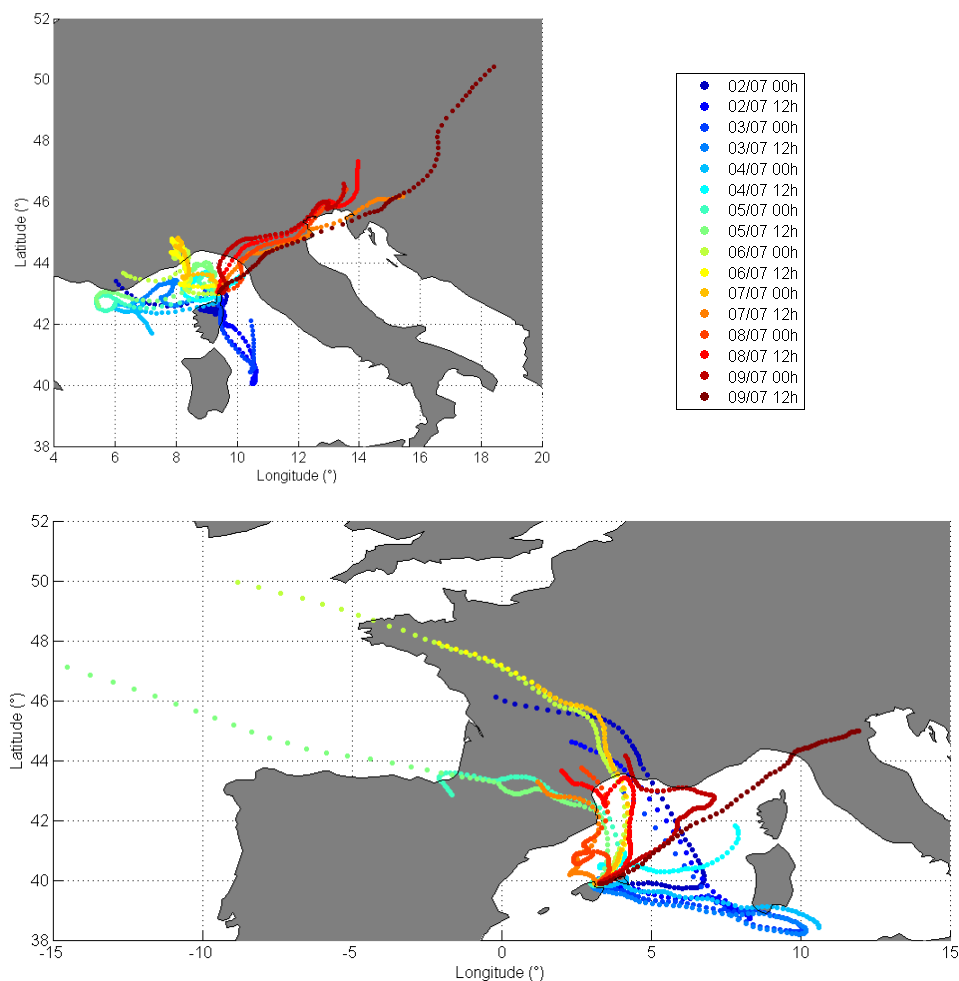 52
50
48
46
44
42
40
38
Latitude (°)
4 6 8 10 12 14 16 18 20
Longitude (°)
02/07 00h
02/07 12h
03/07 00h
03/07 12h
04/07 00h
04/07 12h
05/07 00h
05/07 12h
06/07 00h
06/07 12h
07/07 00h
07/07 12h
08/07 00h
08/07 12h
09/07 00h
09/07 12h
52
50
48
46
44
42
40
38
Latitude (°)
-15 -10 -5 0 5 10 15
Longitude (°)